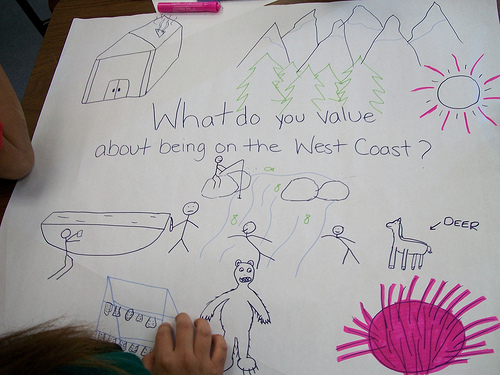 What do you value
about being on the West Coast?
DEER